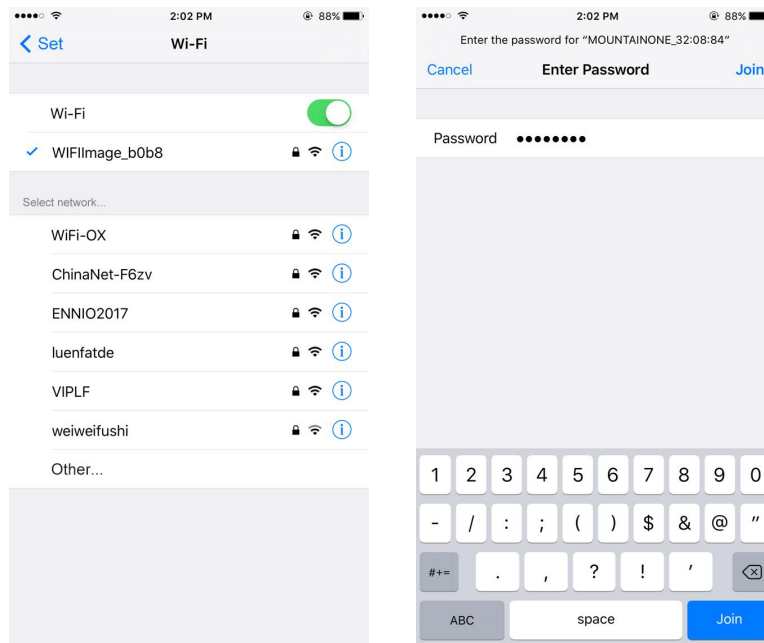 2:02 PM
88%
Set
Wi-Fi
Wi-Fi
WIFIImage_b0b8
Select network...
WiFi-OX
ChinaNet-F6zv
ENNIO2017
luenfatde
VIPLF
weiweifushi
Other...
2:02 PM
88%
Enter the password for “MOUNTAINONE_32:08:84”
Cancel
Enter Password
Join
Password
1 2 3 4 5 6 7 8 9 0
- / : ; ( ) $ & @ "
#+= . , ? ! '
ABC space Join